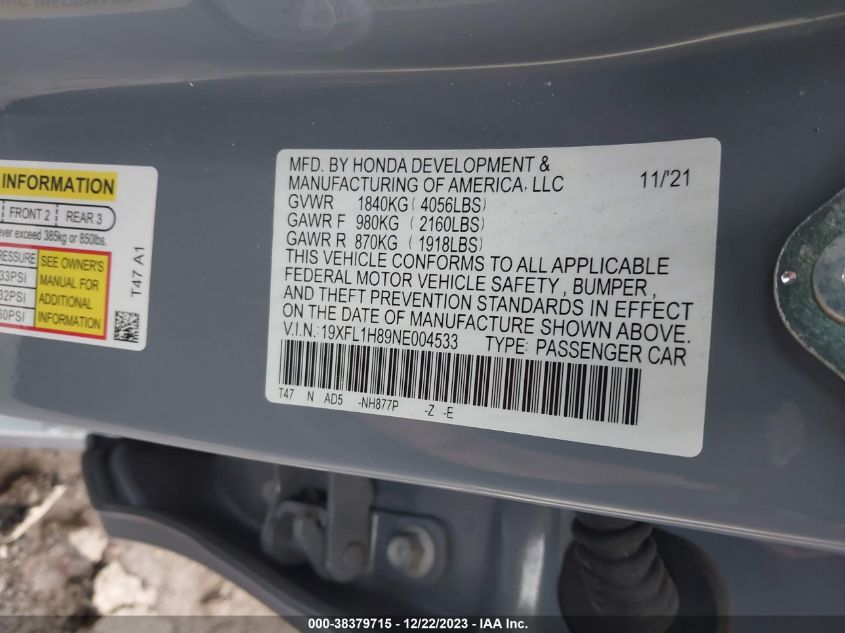 INFORMATION
FRONT 2 REAR 3
ever exceed 385kg or 850lbs.
PRESSURE
33PSI
32PSI
60PSI
SEE OWNER'S
MANUAL FOR
ADDITIONAL
INFORMATION
T47 A1
MFD. BY HONDA DEVELOPMENT &
MANUFACTURING OF AMERICA, LLC 11/'21
GVWR 1840KG ( 4056LBS)
GAWR F 980KG ( 2160LBS)
GAWR R 870KG ( 1918LBS)
THIS VEHICLE CONFORMS TO ALL APPLICABLE
FEDERAL MOTOR VEHICLE SAFETY, BUMPER,
AND THEFT PREVENTION STANDARDS IN EFFECT
ON THE DATE OF MANUFACTURE SHOWN ABOVE.
V.I.N.:19XFL1H89NE004533 TYPE: PASSENGER CAR
T47 N AD5 -NH877P -Z -E
000-38379715 - 12/22/2023 - IAA Inc.